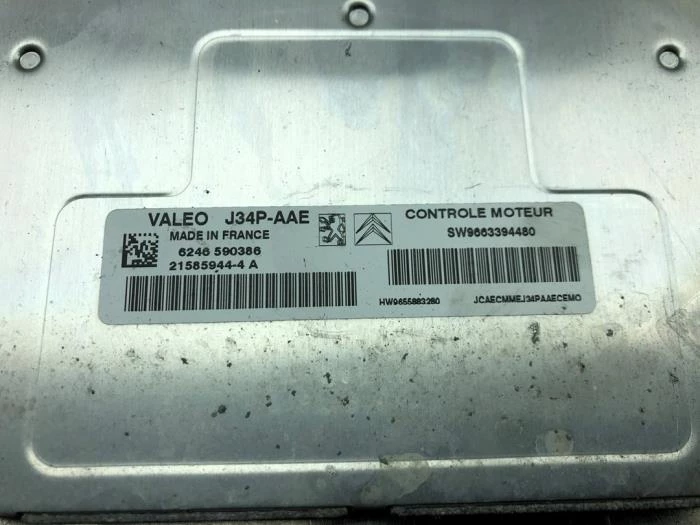 VALEO J34P-AAE
MADE IN FRANCE
6246 590386
21585944-4 A
CONTROLE MOTEUR
SW9663394480
HW9655883280 JCAECMMEJ34PAAECEMO